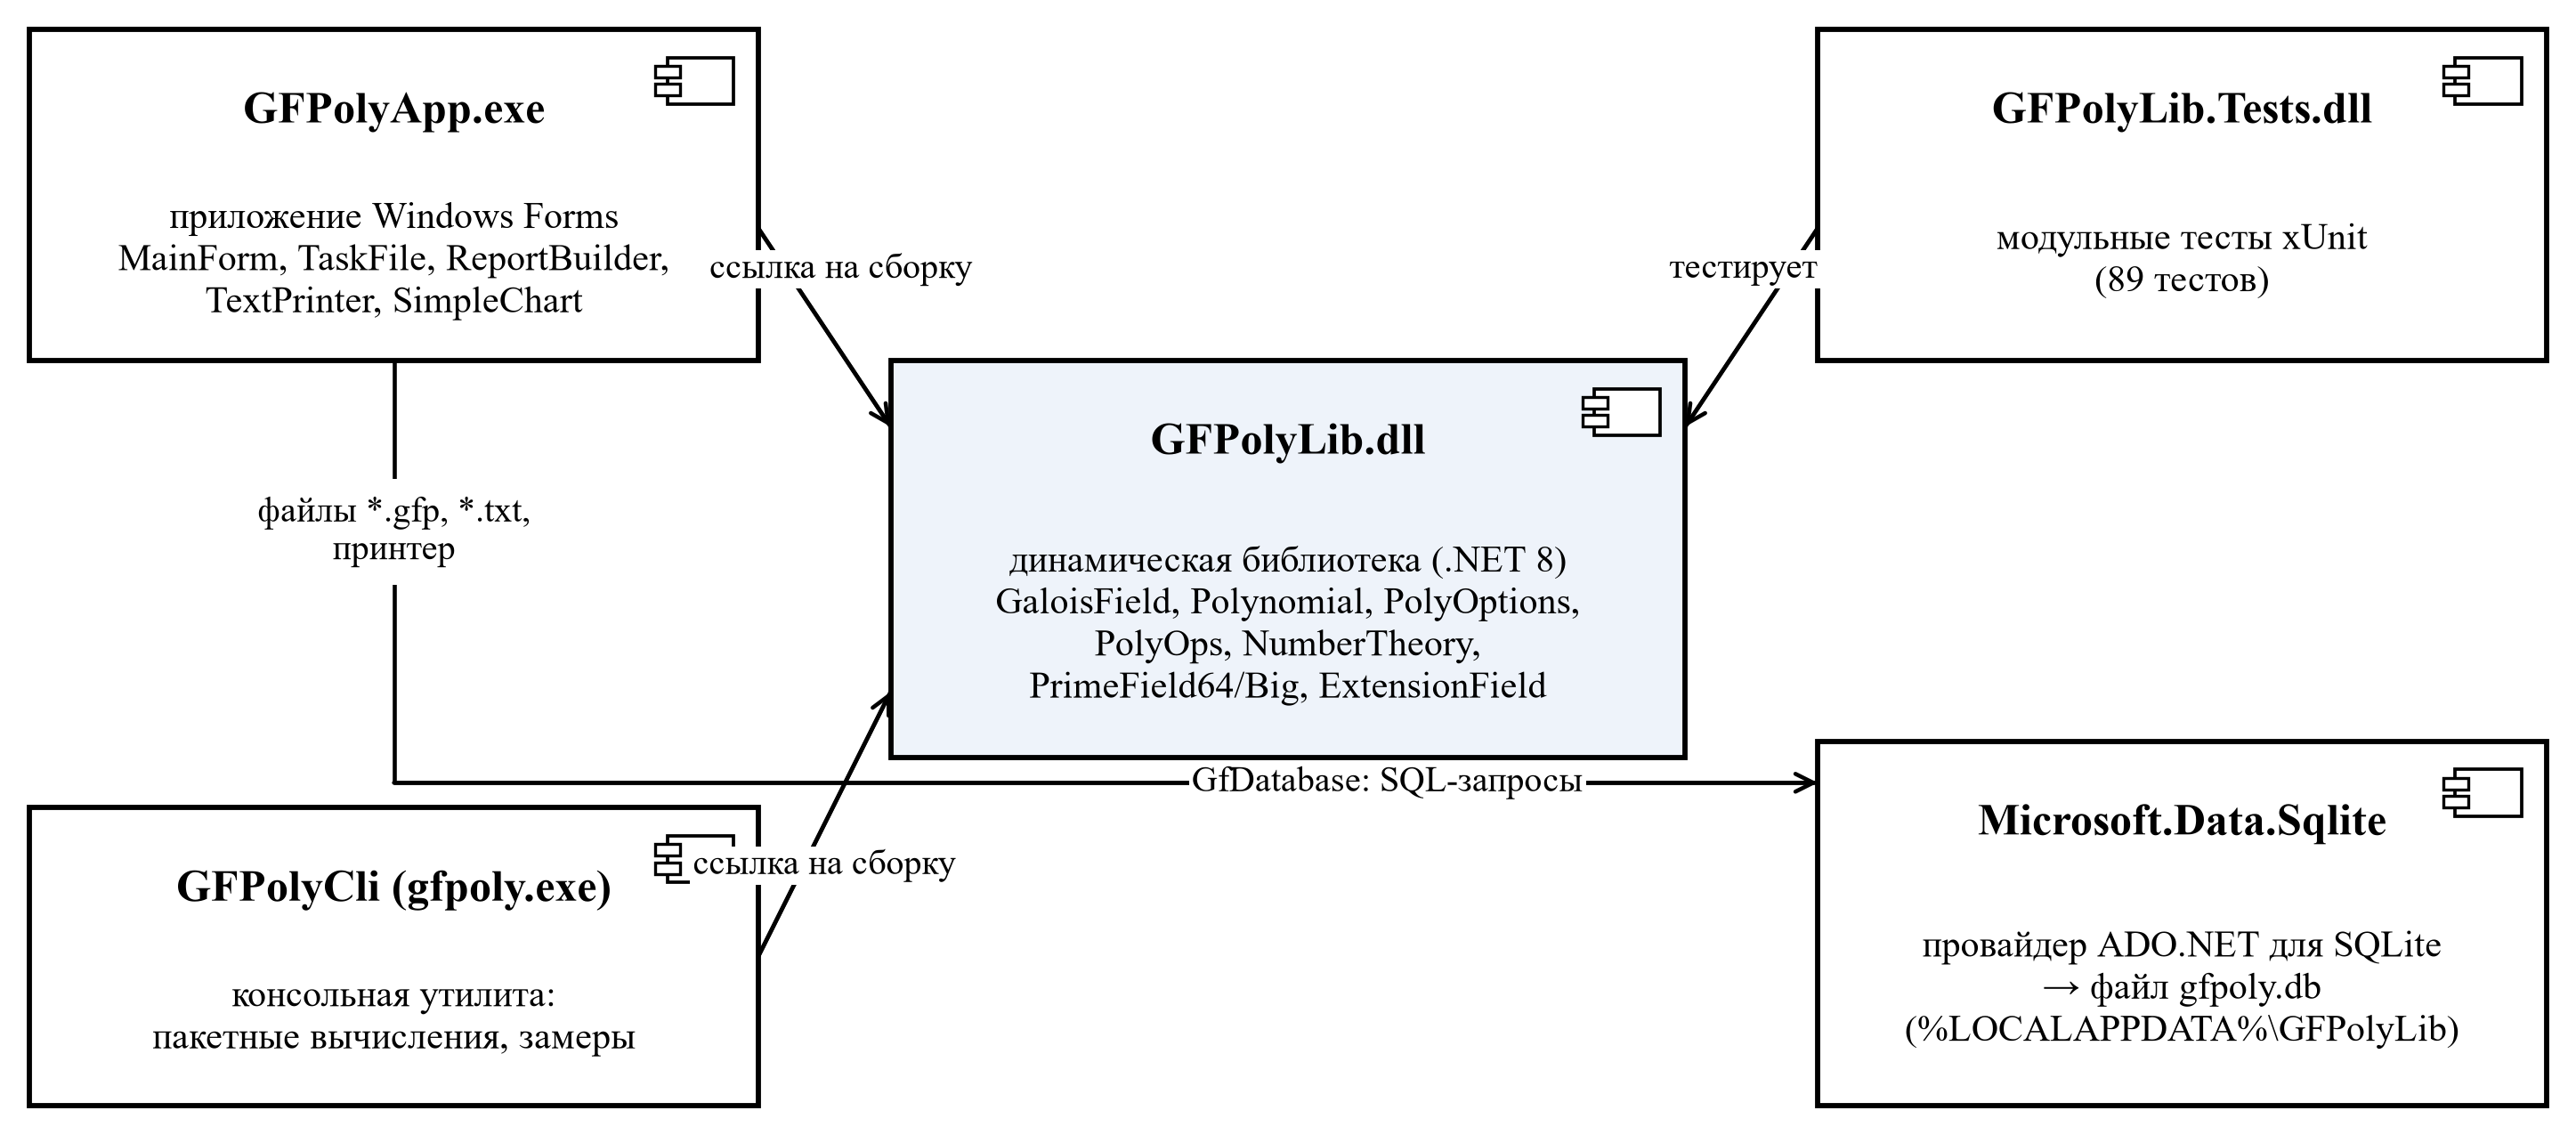 GFPolyApp.exe
приложение Windows Forms
MainForm, TaskFile, ReportBuilder,
TextPrinter, SimpleChart
GFPolyLib.Tests.dll
модульные тесты xUnit
(89 тестов)
ссылка на сборку
тестирует
GFPolyLib.dll
динамическая библиотека (.NET 8)
GaloisField, Polynomial, PolyOptions,
PolyOps, NumberTheory,
PrimeField64/Big, ExtensionField
файлы *.gfp, *.txt,
принтер
GfDatabase: SQL-запросы
ссылка на сборку
GFPolyCli (gfpoly.exe)
консольная утилита:
пакетные вычисления, замеры
Microsoft.Data.Sqlite
провайдер ADO.NET для SQLite
→ файл gfpoly.db
(%LOCALAPPDATA%\GFPolyLib)